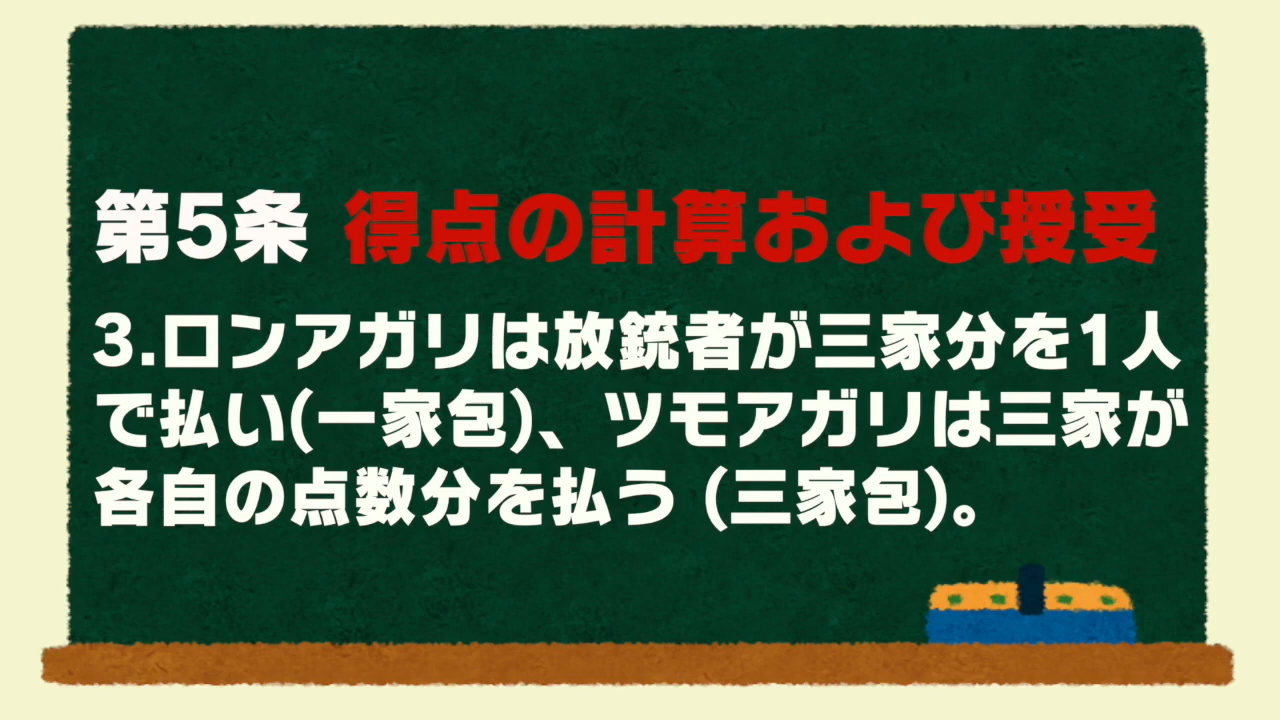 第5条 得点の計算および授受
3.ロンアガリは放銃者が三家分を1人
で払い(一家包)、ツモアガリは三家が
各自の点数分を払う (三家包)。